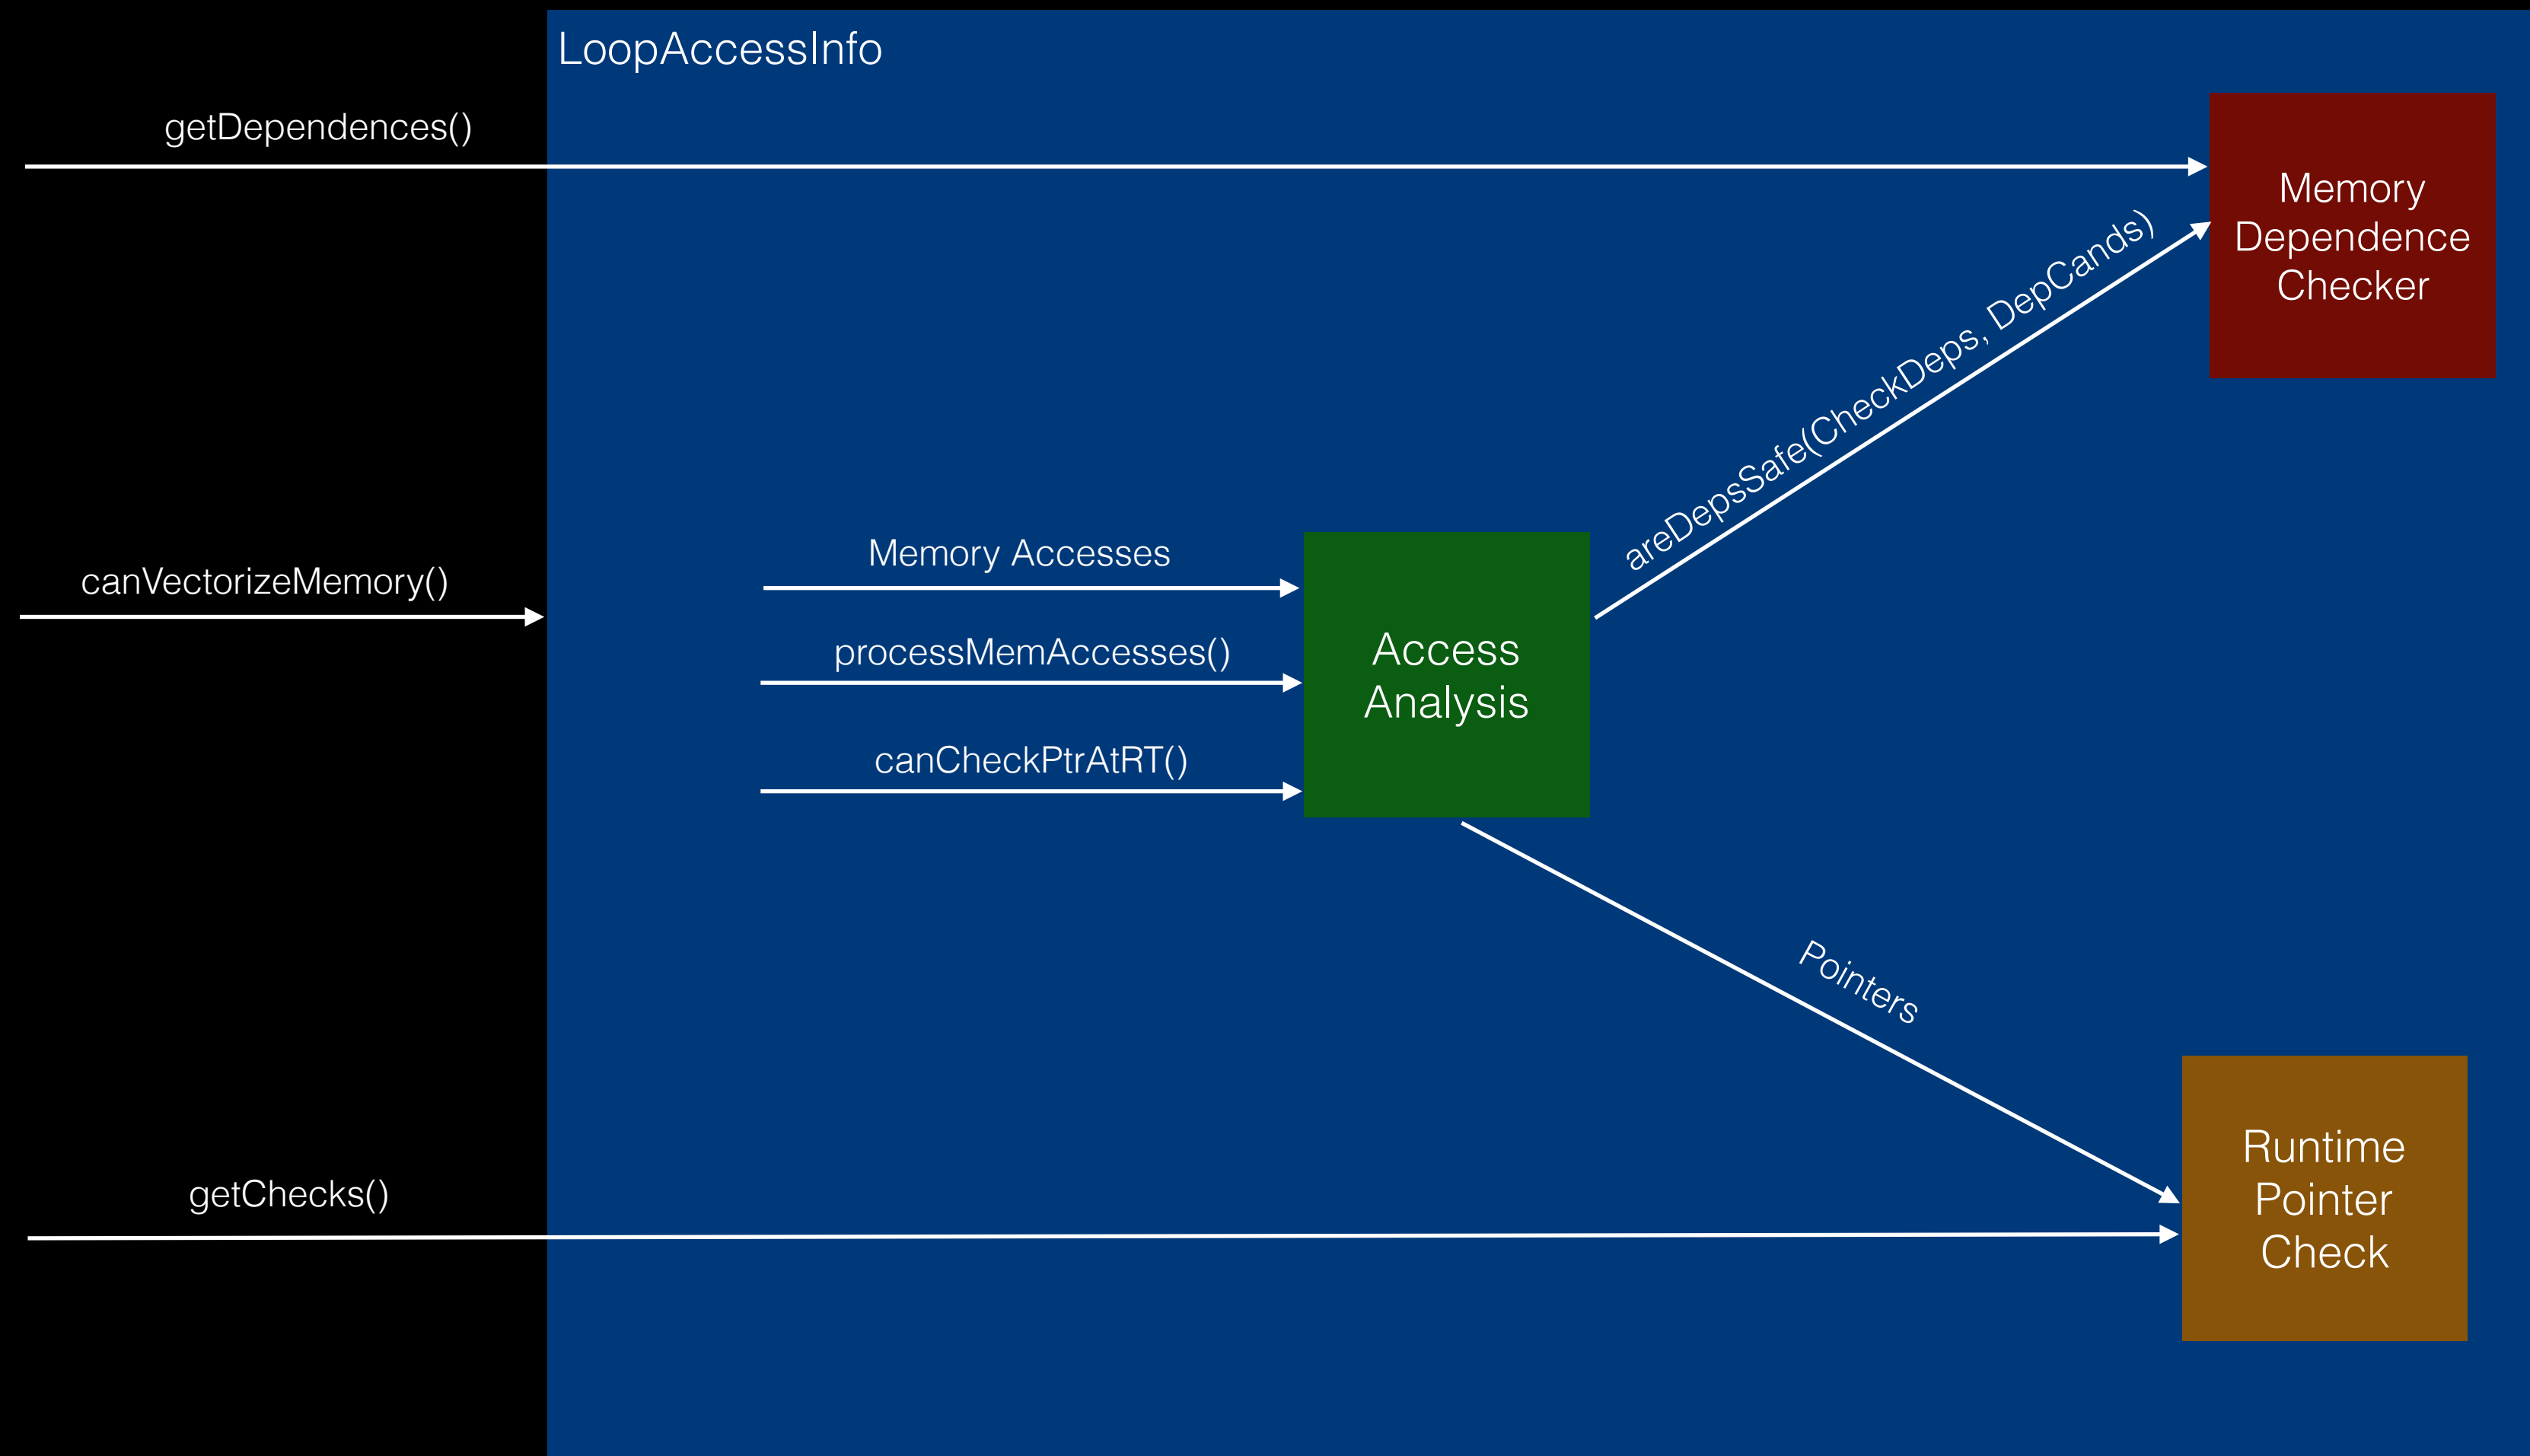 LoopAccessInfo
getDependences()
Memory
Dependence
Checker
areDepsSafe(CheckDeps, DepCands)
canVectorizeMemory()
Memory Accesses
processMemAccesses()
canCheckPtrAtRT()
Access
Analysis
Pointers
getChecks()
Runtime
Pointer
Check